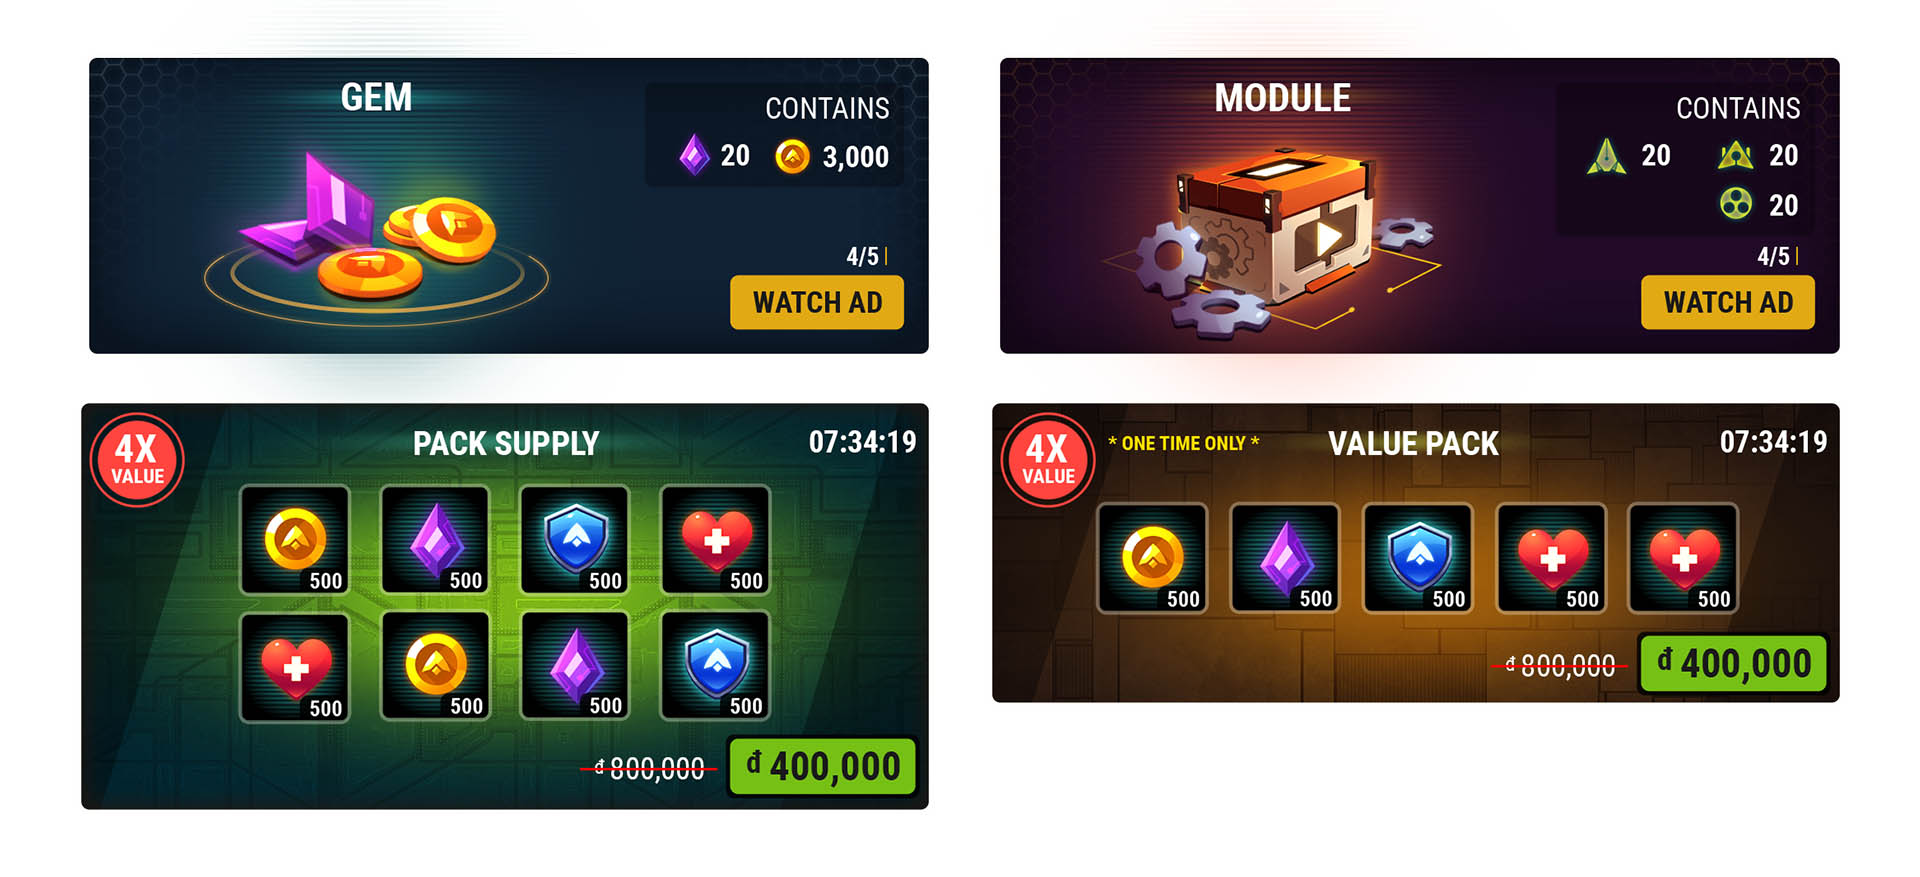 GEM
CONTAINS
20 3,000
4/5
WATCH AD
MODULE
CONTAINS
20 20
20
4/5
WATCH AD
4X
VALUE
PACK SUPPLY
07:34:19
500 500 500 500
500 500 500 500
đ 800,000
đ 400,000
4X
VALUE
* ONE TIME ONLY *
VALUE PACK
07:34:19
500 500 500 500 500
đ 800,000
đ 400,000